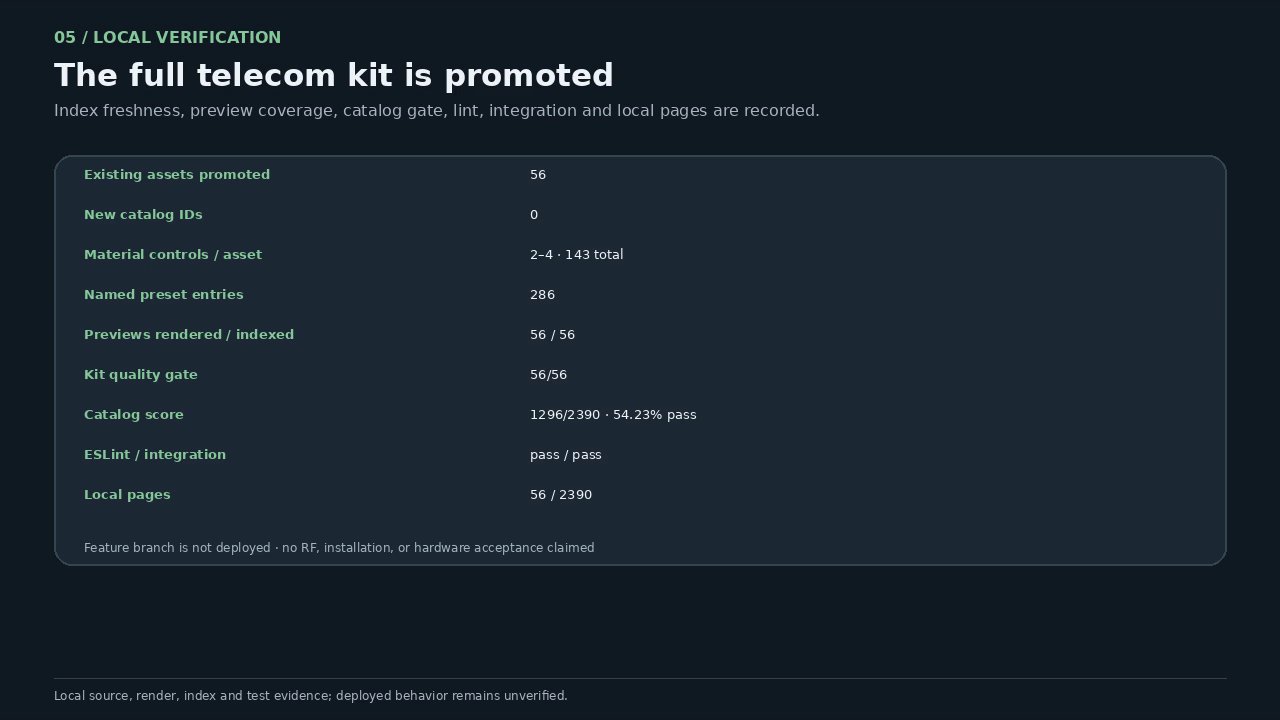 05 / LOCAL VERIFICATION
The full telecom kit is promoted
Index freshness, preview coverage, catalog gate, lint, integration and local pages are recorded.
Existing assets promoted 56
New catalog IDs 0
Material controls / asset 2–4 · 143 total
Named preset entries 286
Previews rendered / indexed 56 / 56
Kit quality gate 56/56
Catalog score 1296/2390 · 54.23% pass
ESLint / integration pass / pass
Local pages 56 / 2390
Feature branch is not deployed · no RF, installation, or hardware acceptance claimed
Local source, render, index and test evidence; deployed behavior remains unverified.